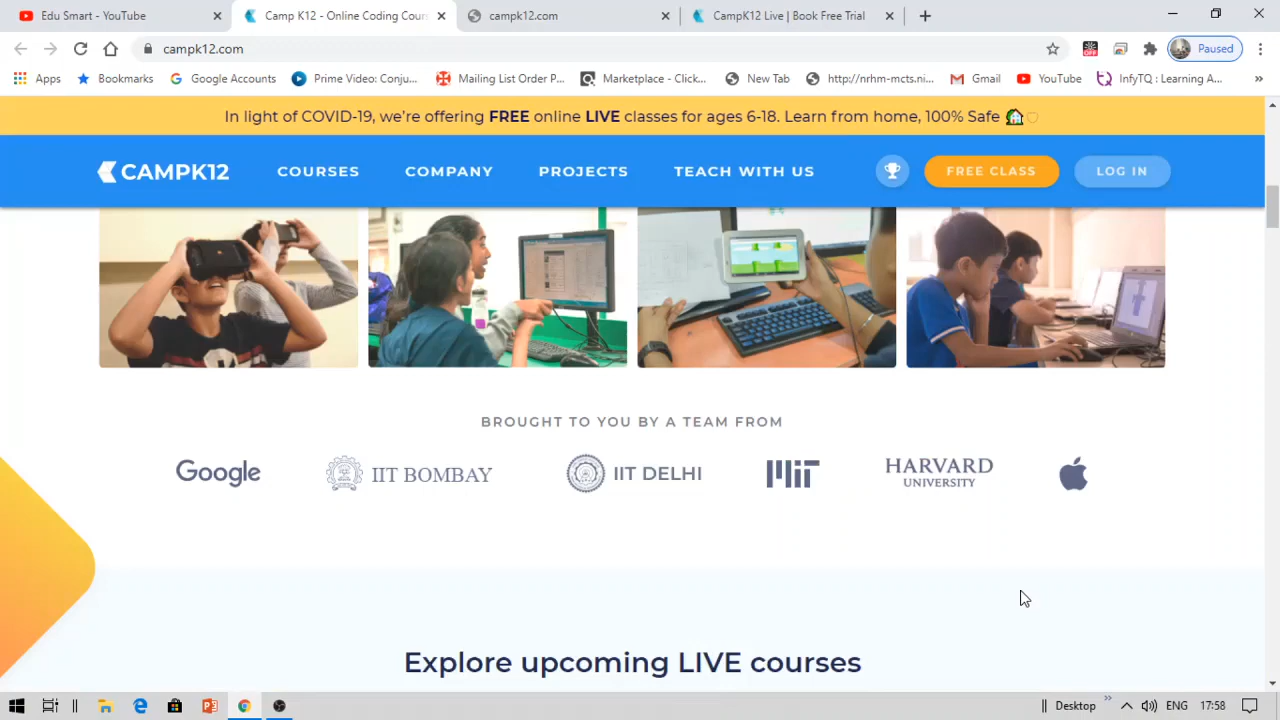 Edu Smart - YouTube
Camp K12 - Online Coding Cour
campk12.com
CampK12 Live | Book Free Trial
campk12.com
OFF
Paused
Apps
Bookmarks
Google Accounts
Prime Video: Conju...
Mailing List Order P...
Marketplace - Click...
New Tab
http://nrhm-mcts.ni...
Gmail
YouTube
InfyTQ : Learning A...
In light of COVID-19, we're offering FREE online LIVE classes for ages 6-18. Learn from home, 100% Safe
CAMPK12
COURSES
COMPANY
PROJECTS
TEACH WITH US
FREE CLASS
LOG IN
BROUGHT TO YOU BY A TEAM FROM
Google
IIT BOMBAY
IIT DELHI
MIT
HARVARD
UNIVERSITY
Explore upcoming LIVE courses
Desktop
ENG
17:58